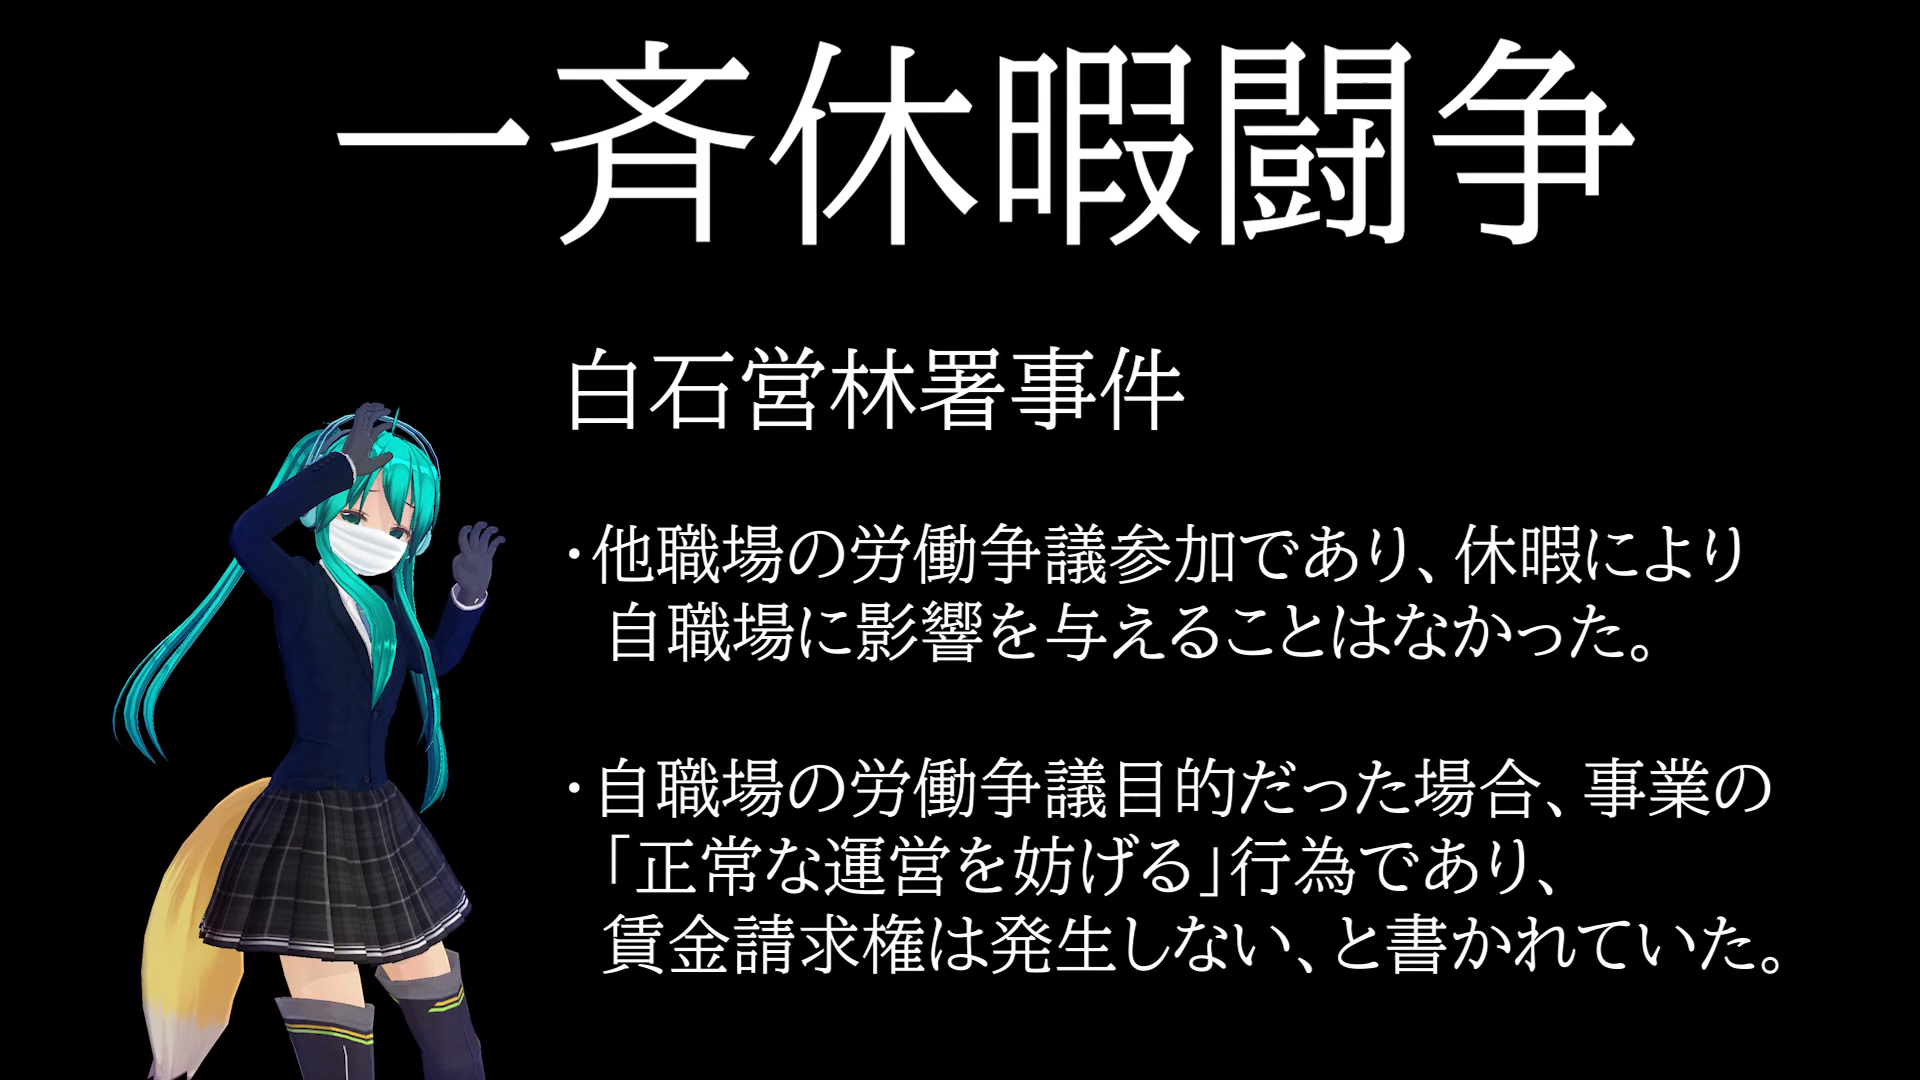 一斉休暇闘争
白石営林署事件
・他職場の労働争議参加であり、休暇により
自職場に影響を与えることはなかった。
・自職場の労働争議目的だった場合、事業の
「正常な運営を妨げる」行為であり、
賃金請求権は発生しない、と書かれていた。